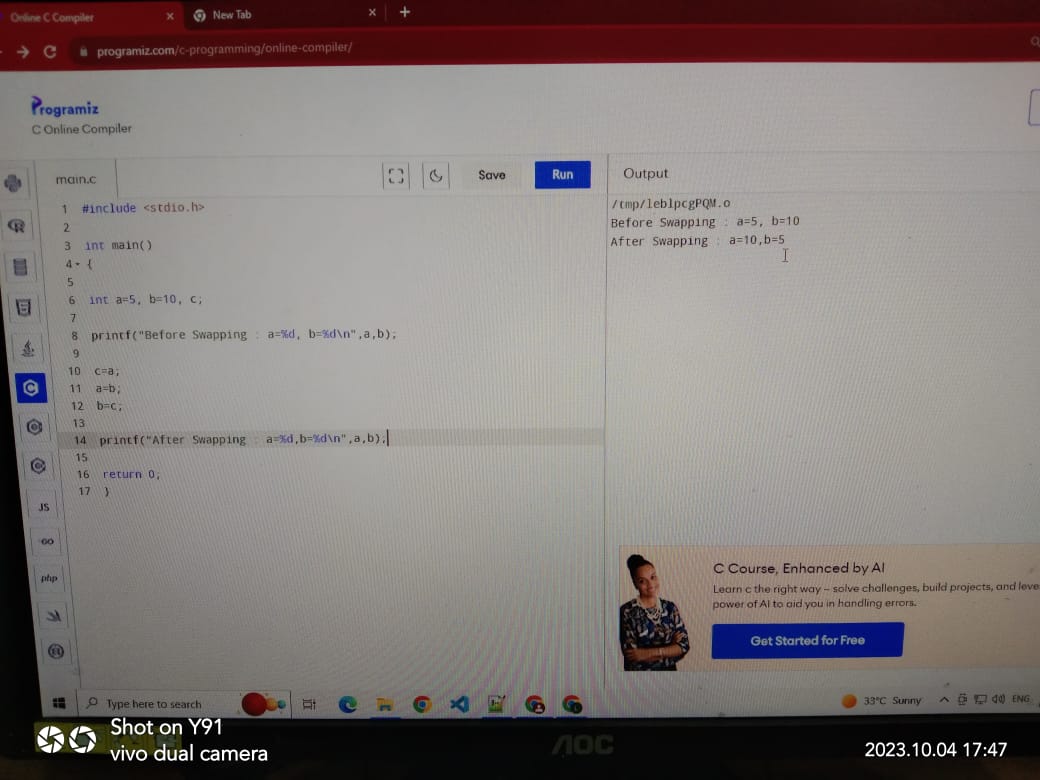 Online C Compiler
New Tab
programiz.com/c-programming/online-compiler/
Programiz
C Online Compiler
main.c
Save
Run
Output
1 #include <stdio.h>
2
3 int main()
4 {
5
6 int a=5, b=10, c;
7
8 printf("Before Swapping : a=%d, b=%d\n",a,b);
9
10 c=a;
11 a=b;
12 b=c;
13
14 printf("After Swapping : a=%d,b=%d\n",a,b);
15
16 return 0;
17 }
/tmp/leblpcgPQM.o
Before Swapping : a=5, b=10
After Swapping : a=10,b=5
JS
GO
php
C Course, Enhanced by AI
Learn c the right way – solve challenges, build projects, and leve
power of AI to aid you in handling errors.
Get Started for Free
Type here to search
33°C Sunny
ENG
Shot on Y91
vivo dual camera
AOC
2023.10.04 17:47